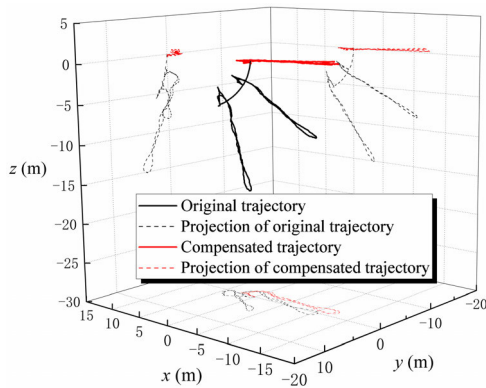 5
0
-5
-10
-15
-20
-25
-30
z (m)
Original trajectory
Projection of original trajectory
Compensated trajectory
Projection of compensated trajectory
15
10
5
0
-5
-10
-15
-20
x (m)
10
0
-10
-20
y (m)